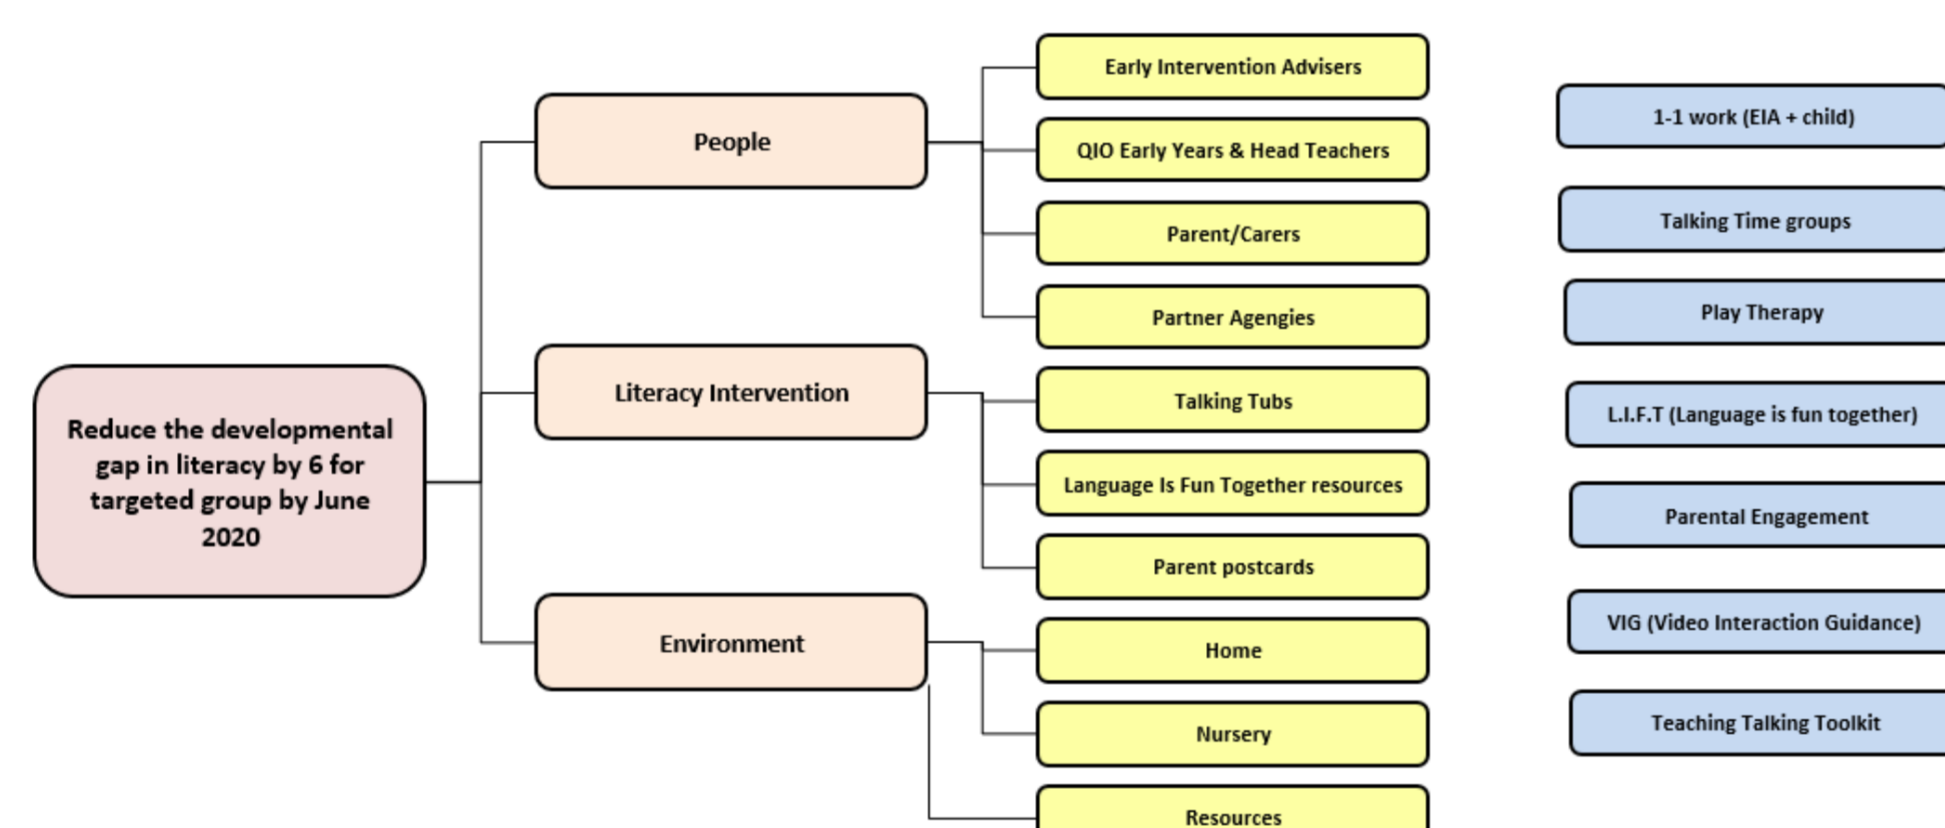 Reduce the developmental
gap in literacy by 6 for
targeted group by June
2020
People
Literacy Intervention
Environment
Early Intervention Advisers
QIO Early Years & Head Teachers
Parent/Carers
Partner Agengies
Talking Tubs
Language Is Fun Together resources
Parent postcards
Home
Nursery
Resources
1-1 work (EIA + child)
Talking Time groups
Play Therapy
L.I.F.T (Language is fun together)
Parental Engagement
VIG (Video Interaction Guidance)
Teaching Talking Toolkit